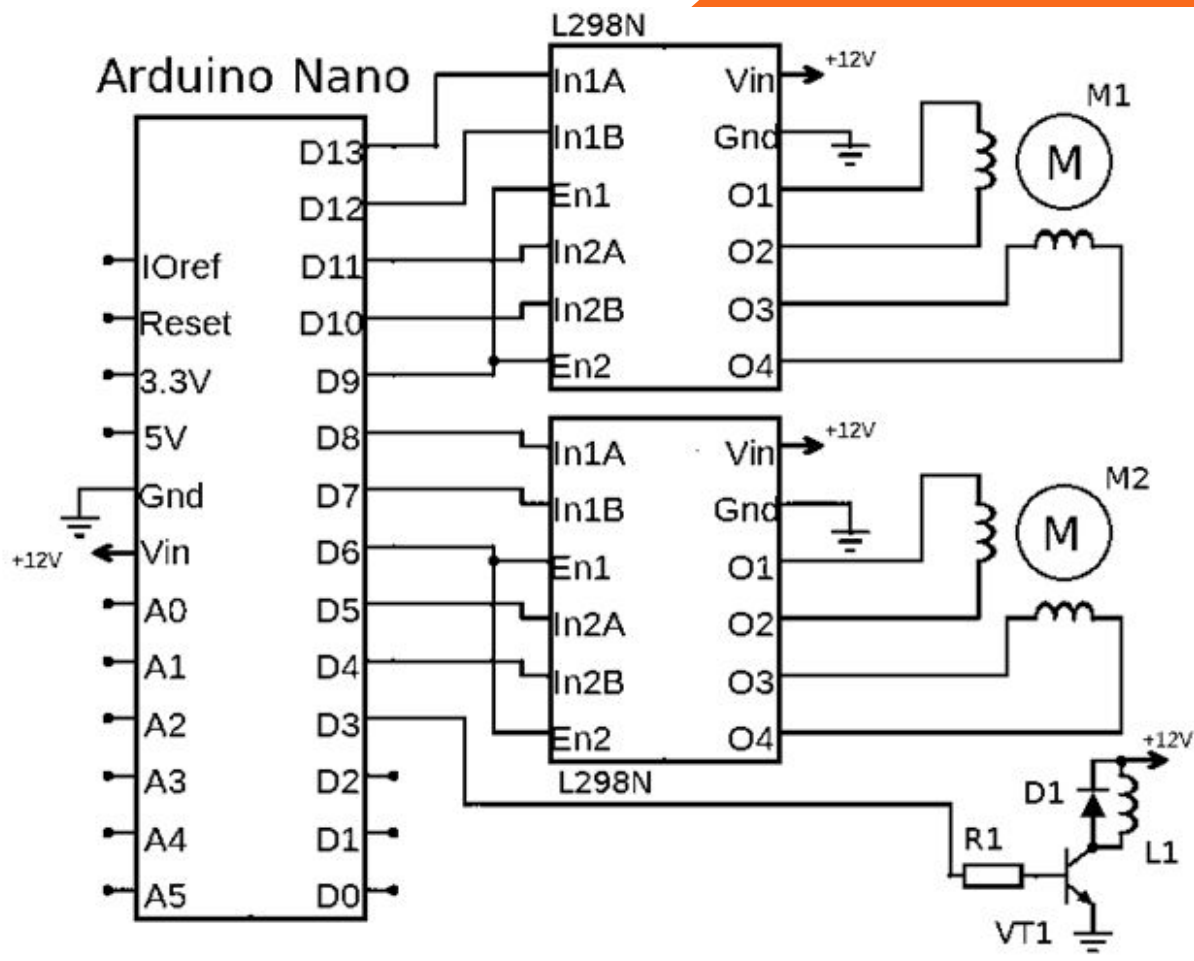 L298N
Arduino Nano
D13
D12
IOref
D11
Reset
D10
3.3V
D9
5V
D8
Gnd
D7
+12V
Vin
D6
A0
D5
A1
D4
A2
D3
A3
D2
A4
D1
A5
D0
In1A
Vin
+12V
In1B
Gnd
En1
O1
In2A
O2
In2B
O3
En2
O4
M1
M
In1A
Vin
+12V
In1B
Gnd
En1
O1
In2A
O2
In2B
O3
En2
O4
L298N
M2
M
+12V
D1
L1
R1
VT1